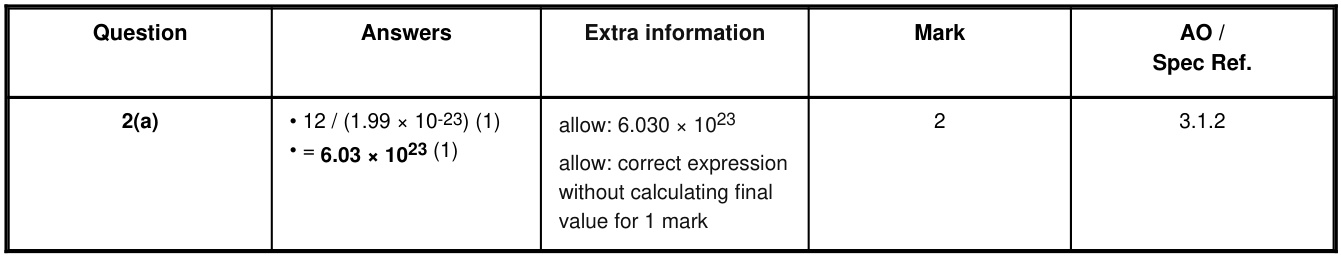 Question Answers Extra information Mark AO /
Spec Ref.
2(a) • 12 / (1.99 × 10-23) (1) allow: 6.030 × 10²³ 2 3.1.2
• = 6.03 × 10²³ (1)
allow: correct expression
without calculating final
value for 1 mark